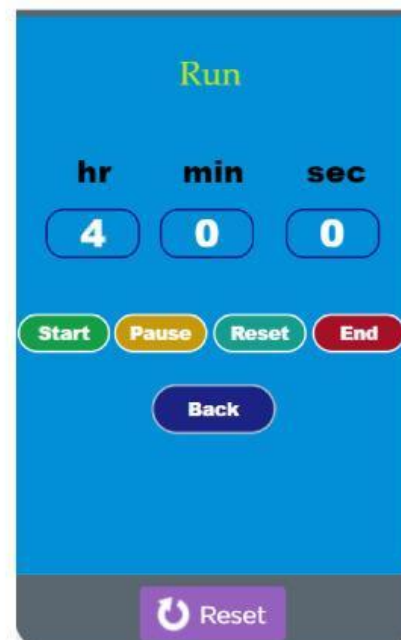 Run
hr min sec
4 0 0
Start Pause Reset End
Back
Reset